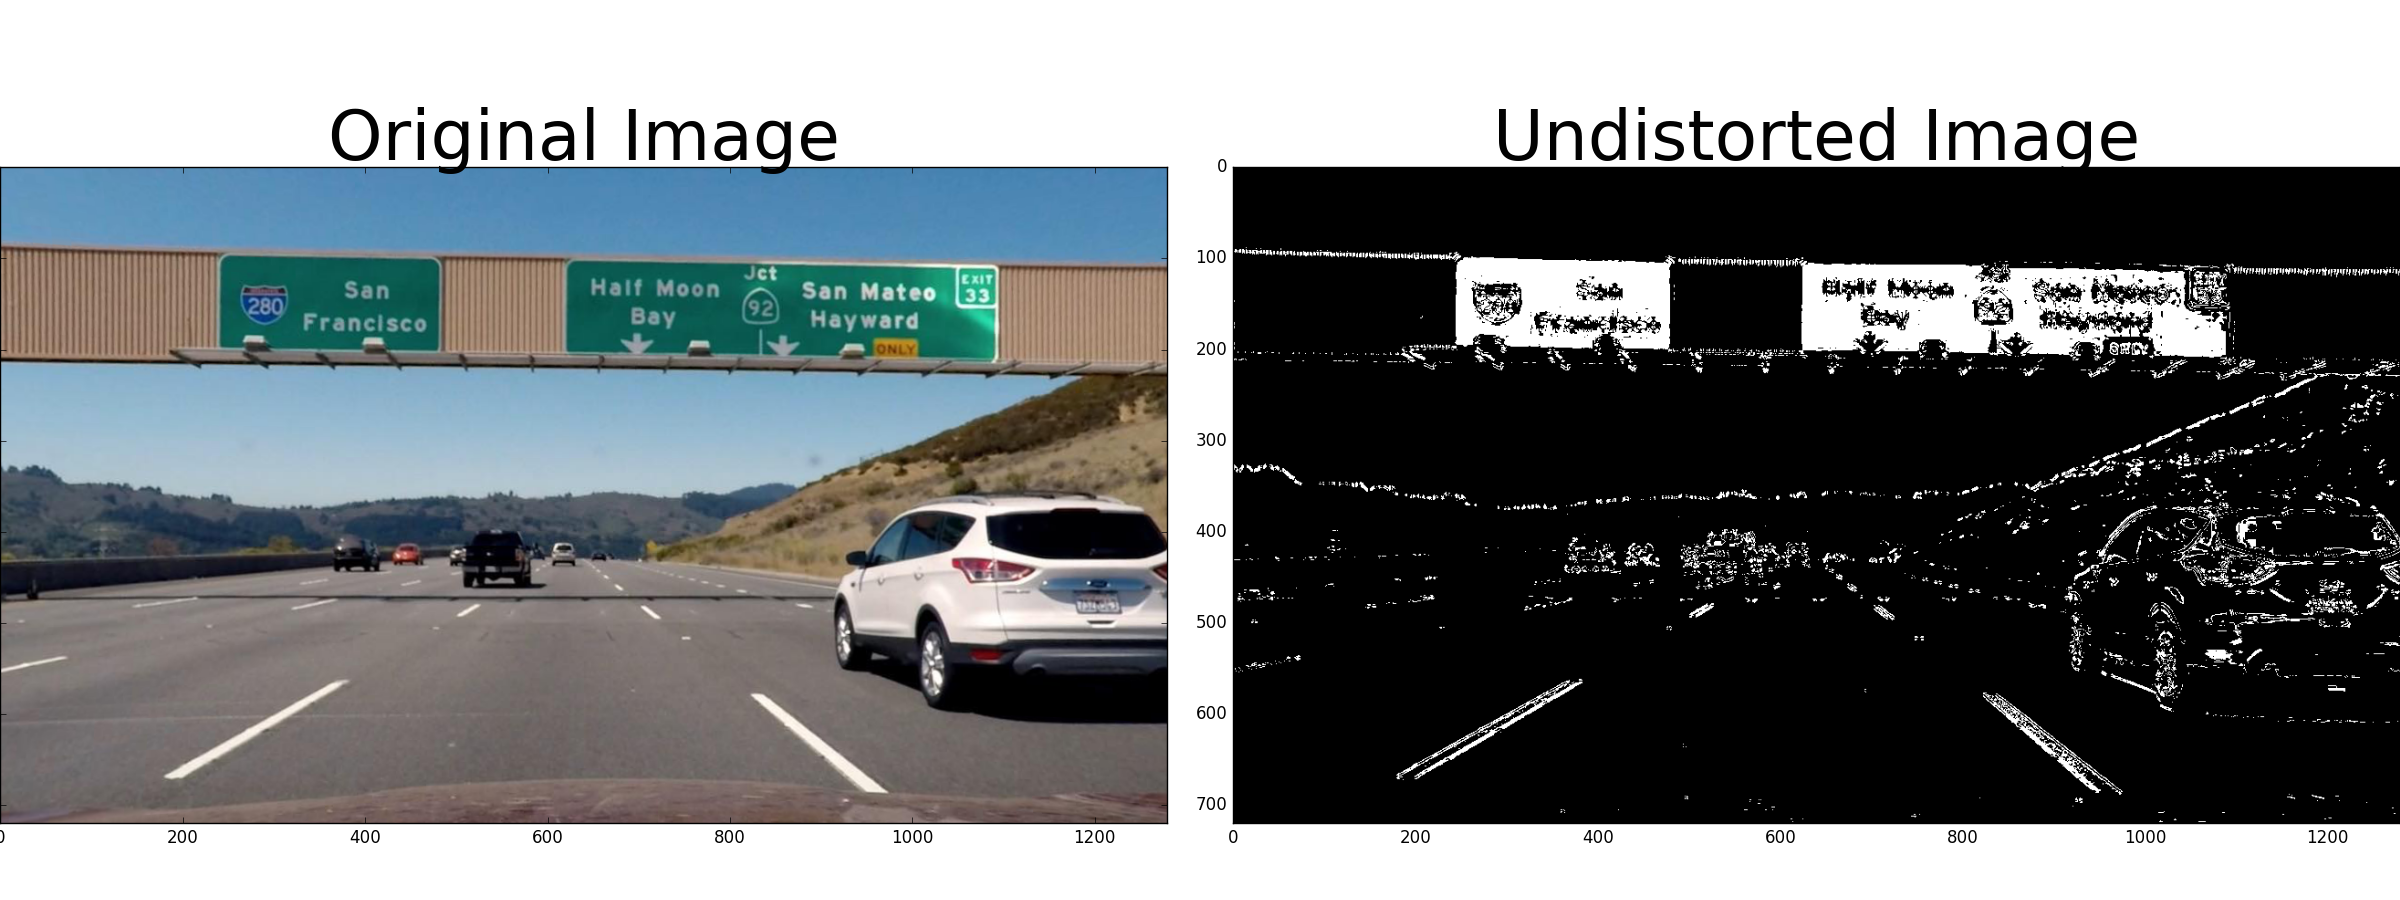 Original Image
280
San
Francisco
Half Moon
Bay
Jct
92
San Mateo
Hayward
EXIT
33
ONLY
0 200 400 600 800 1000 1200
Undistorted Image
0
100
200
300
400
500
600
700
0 200 400 600 800 1000 1200